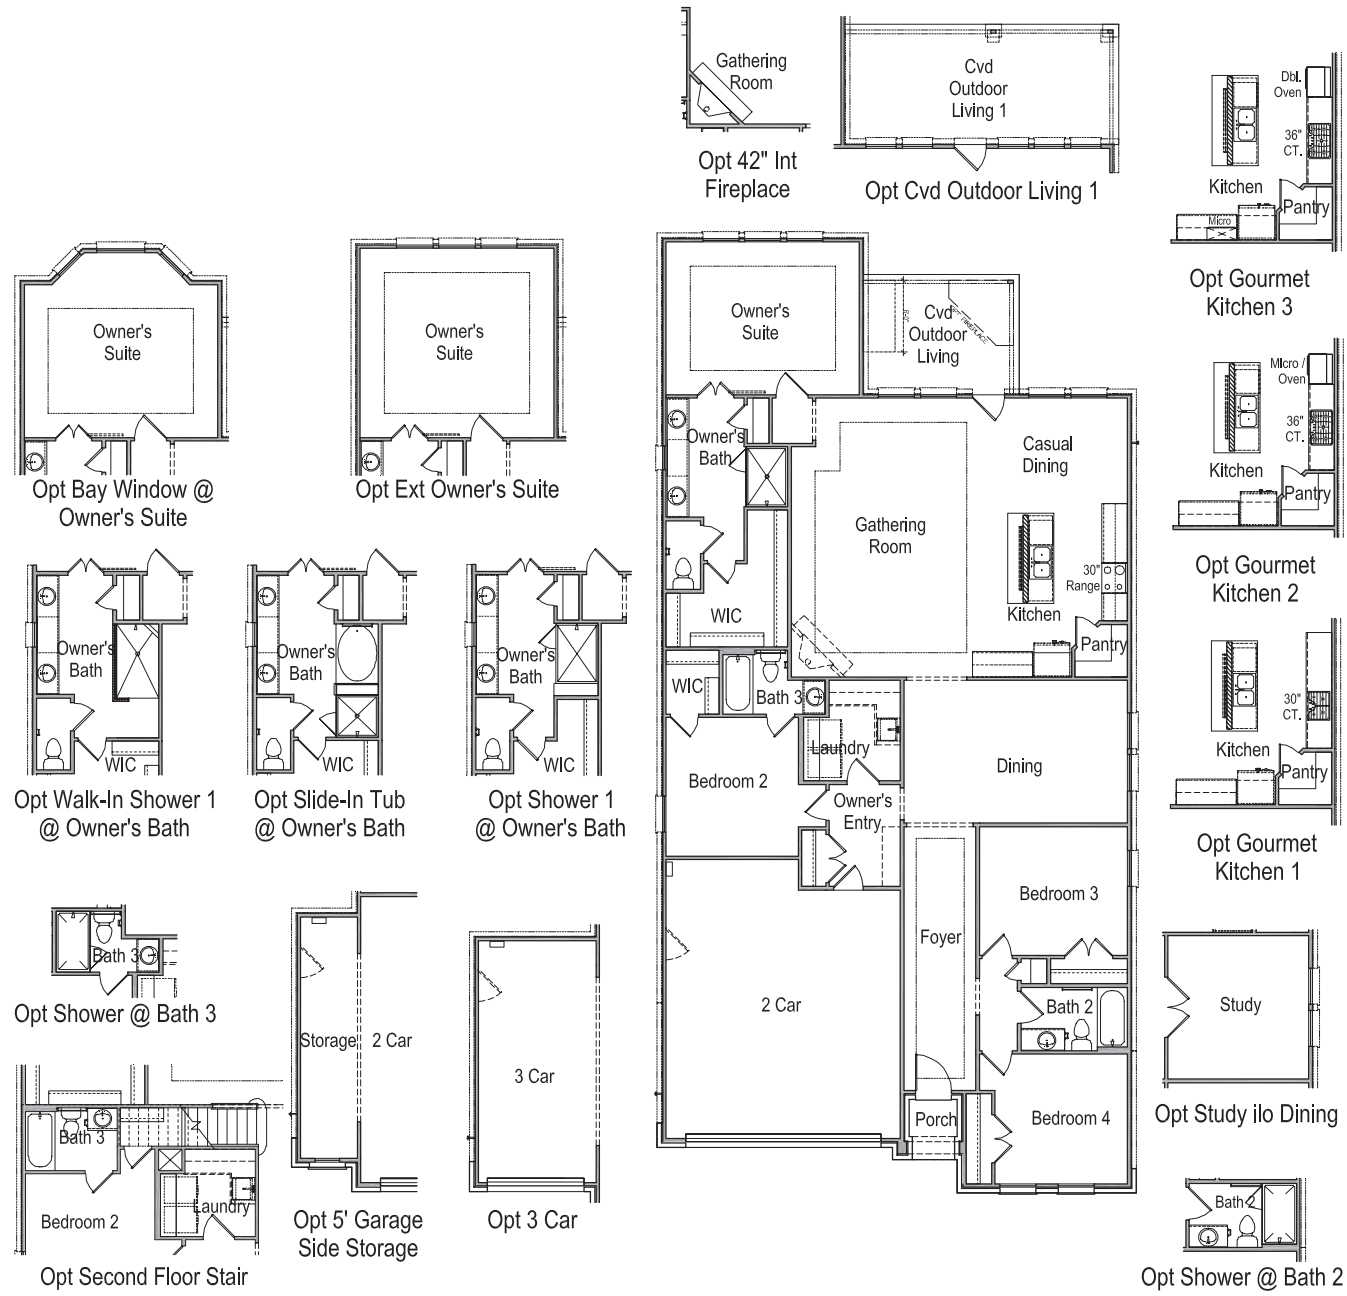 Gathering
Room
Opt 42" Int
Fireplace
Cvd
Outdoor
Living 1
Opt Cvd Outdoor Living 1
Dbl.
Oven
36"
CT.
Kitchen
Pantry
Micro
Opt Gourmet
Kitchen 3
Owner's
Suite
Opt Bay Window @
Owner's Suite
Owner's
Suite
Opt Ext Owner's Suite
Owner's
Suite
Cvd
Outdoor
Living
OPT FIREPLACE
Owner's
Bath
Casual
Dining
Gathering
Room
30"
Range
Kitchen
Pantry
WIC
WIC
Bath 3
Laundry
Bedroom 2
Owner's
Entry
Dining
Bedroom 3
Foyer
2 Car
Bath 2
Porch
Bedroom 4
Micro /
Oven
36"
CT.
Kitchen
Pantry
Opt Gourmet
Kitchen 2
30"
CT.
Kitchen
Pantry
Opt Gourmet
Kitchen 1
Owner's
Bath
WIC
Opt Walk-In Shower 1
@ Owner's Bath
Owner's
Bath
WIC
Opt Slide-In Tub
@ Owner's Bath
Owner's
Bath
WIC
Opt Shower 1
@ Owner's Bath
Bath 3
Opt Shower @ Bath 3
Storage
2 Car
Opt 5' Garage
Side Storage
3 Car
Opt 3 Car
Bath 3
Bedroom 2
Laundry
Opt Second Floor Stair
Study
Opt Study ilo Dining
Bath 2
Opt Shower @ Bath 2